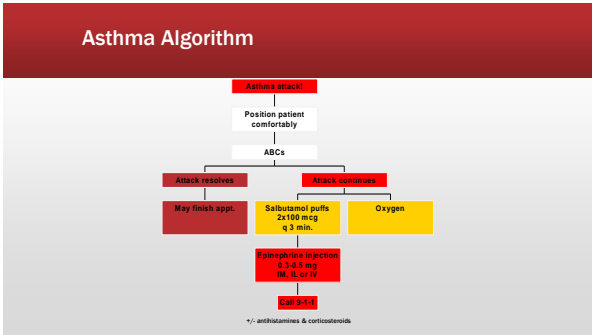 Asthma Algorithm
Asthma attack!
Position patient
comfortably
ABCs
Attack resolves
Attack continues
May finish appt.
Salbutamol puffs
2x100 mcg
q 3 min.
Oxygen
Epinephrine injection
0.3-0.5 mg
IM, IL or IV
Call 9-1-1
+/- antihistamines & corticosteroids